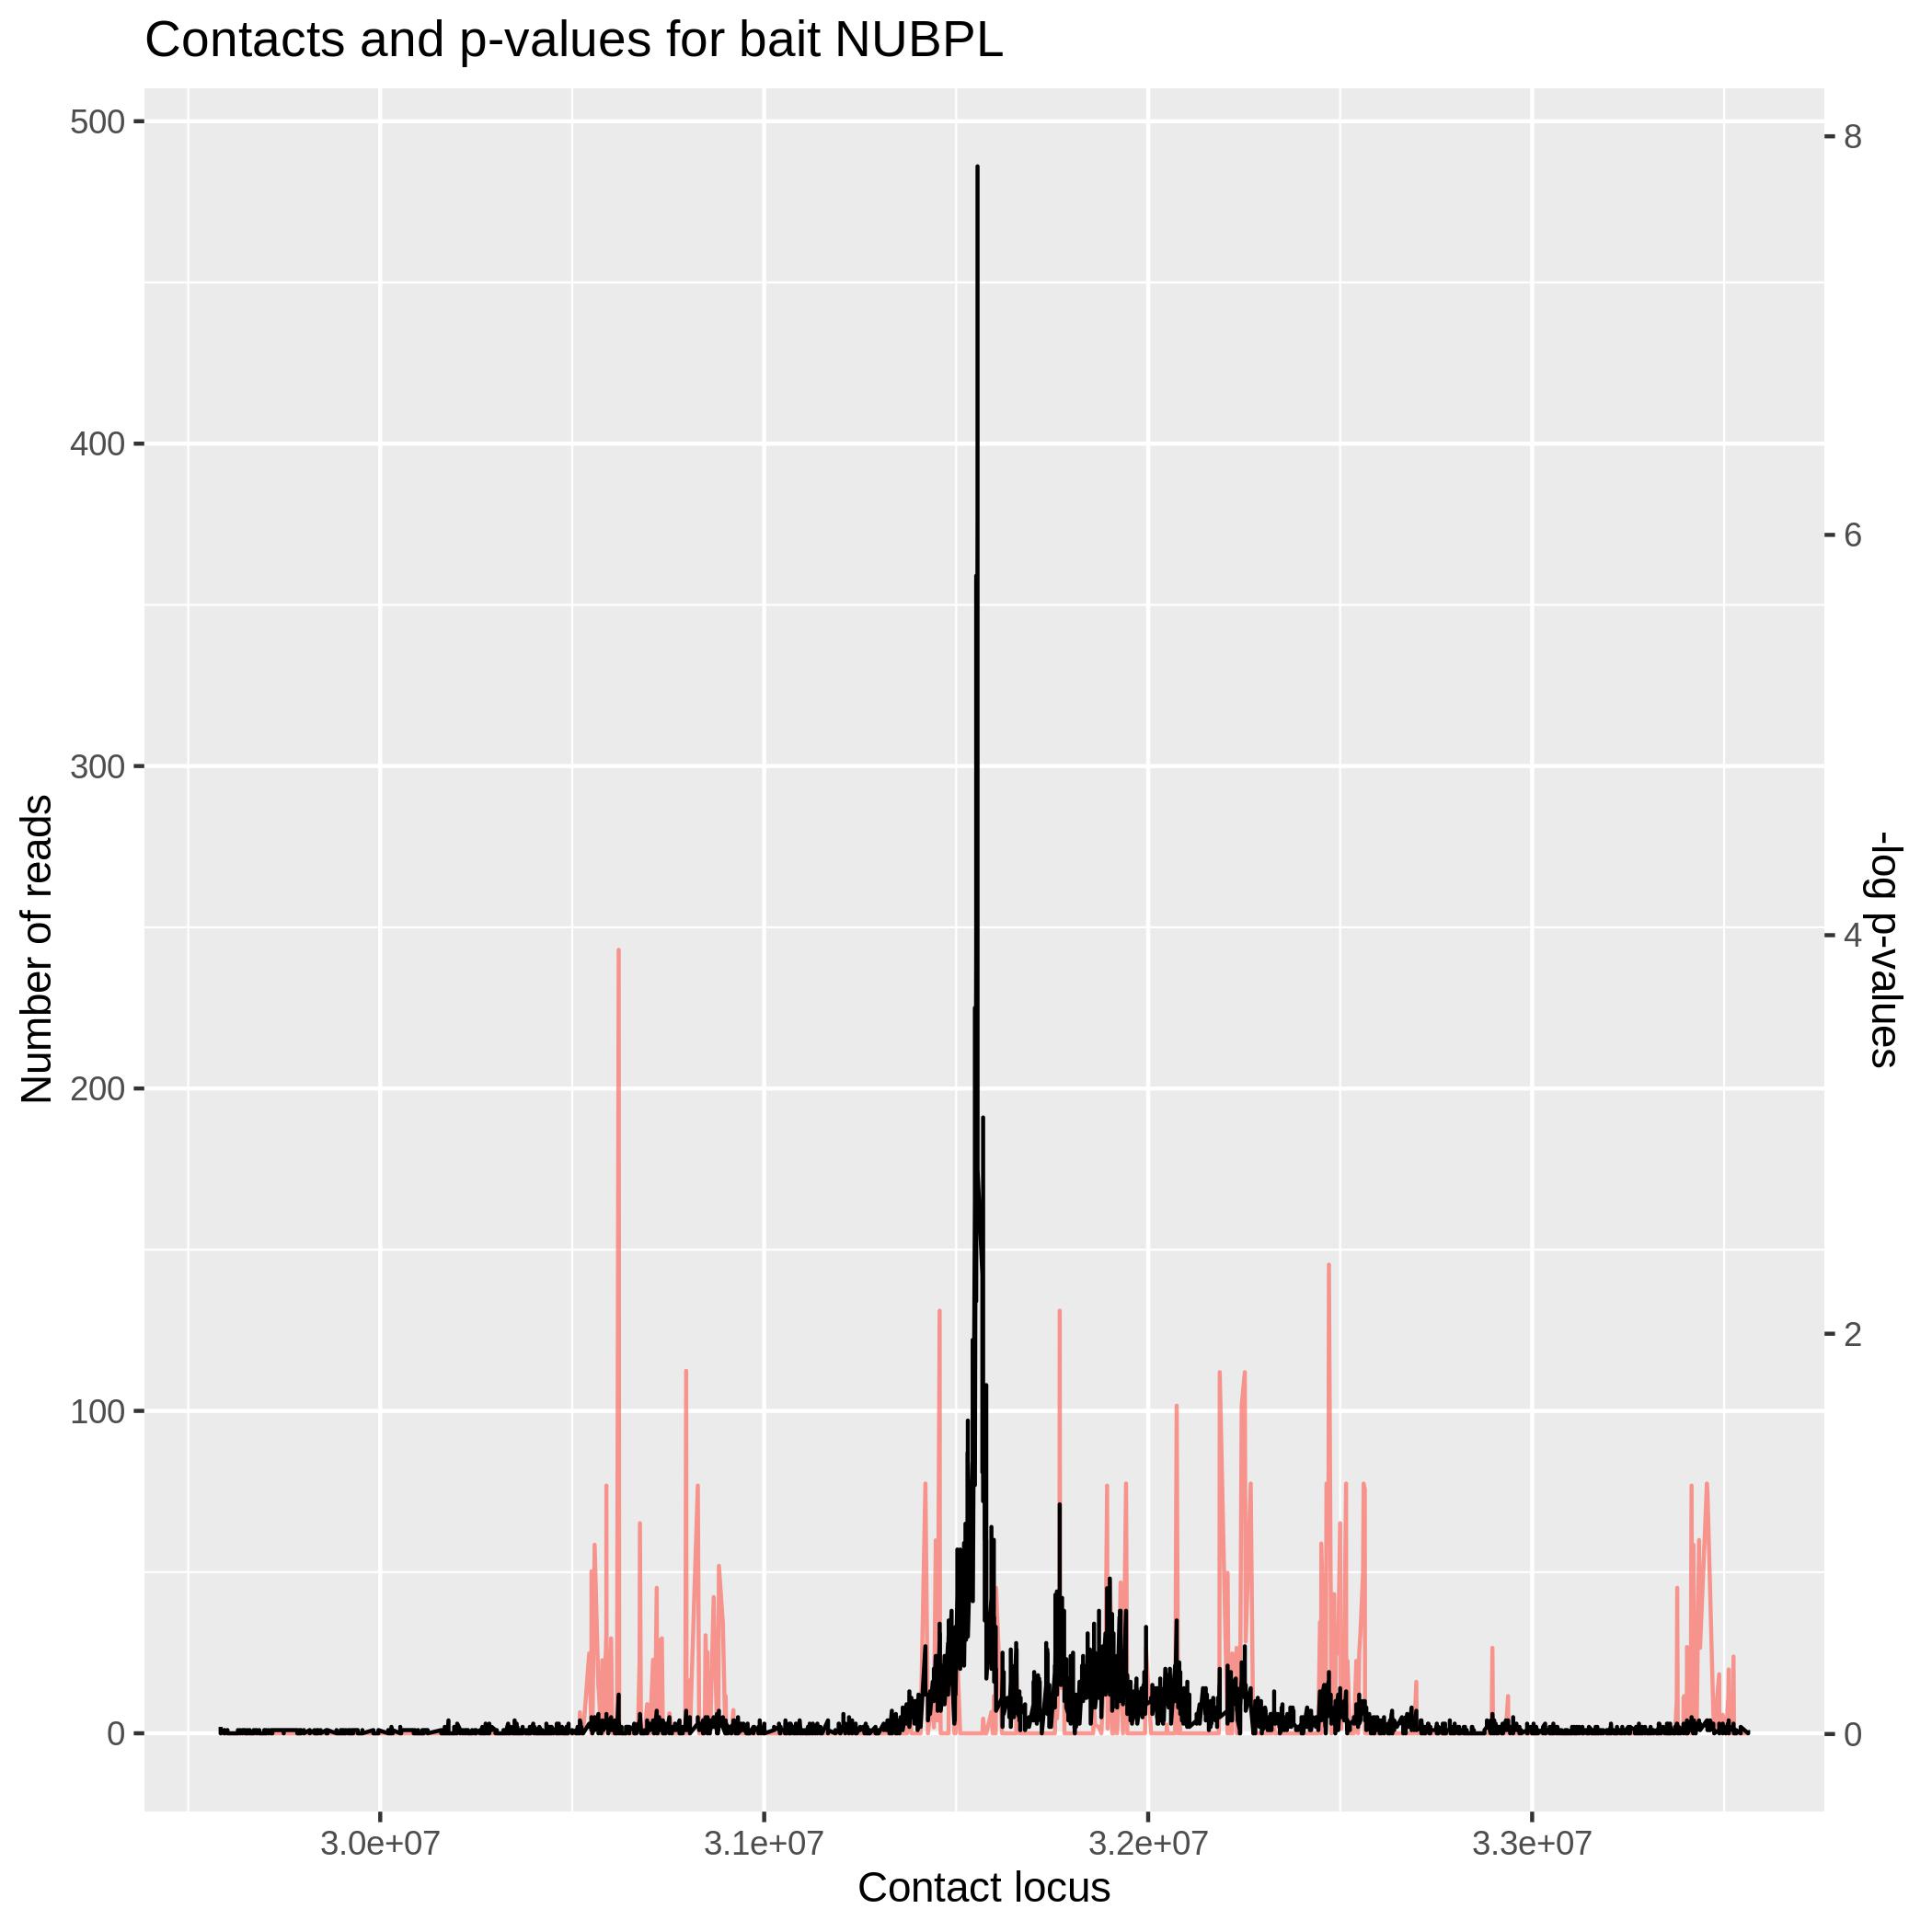 Contacts and p-values for bait NUBPL
500
400
300
200
100
0
Number of reads
8
6
4
2
0
-log p-values
3.0e+07
3.1e+07
3.2e+07
3.3e+07
Contact locus